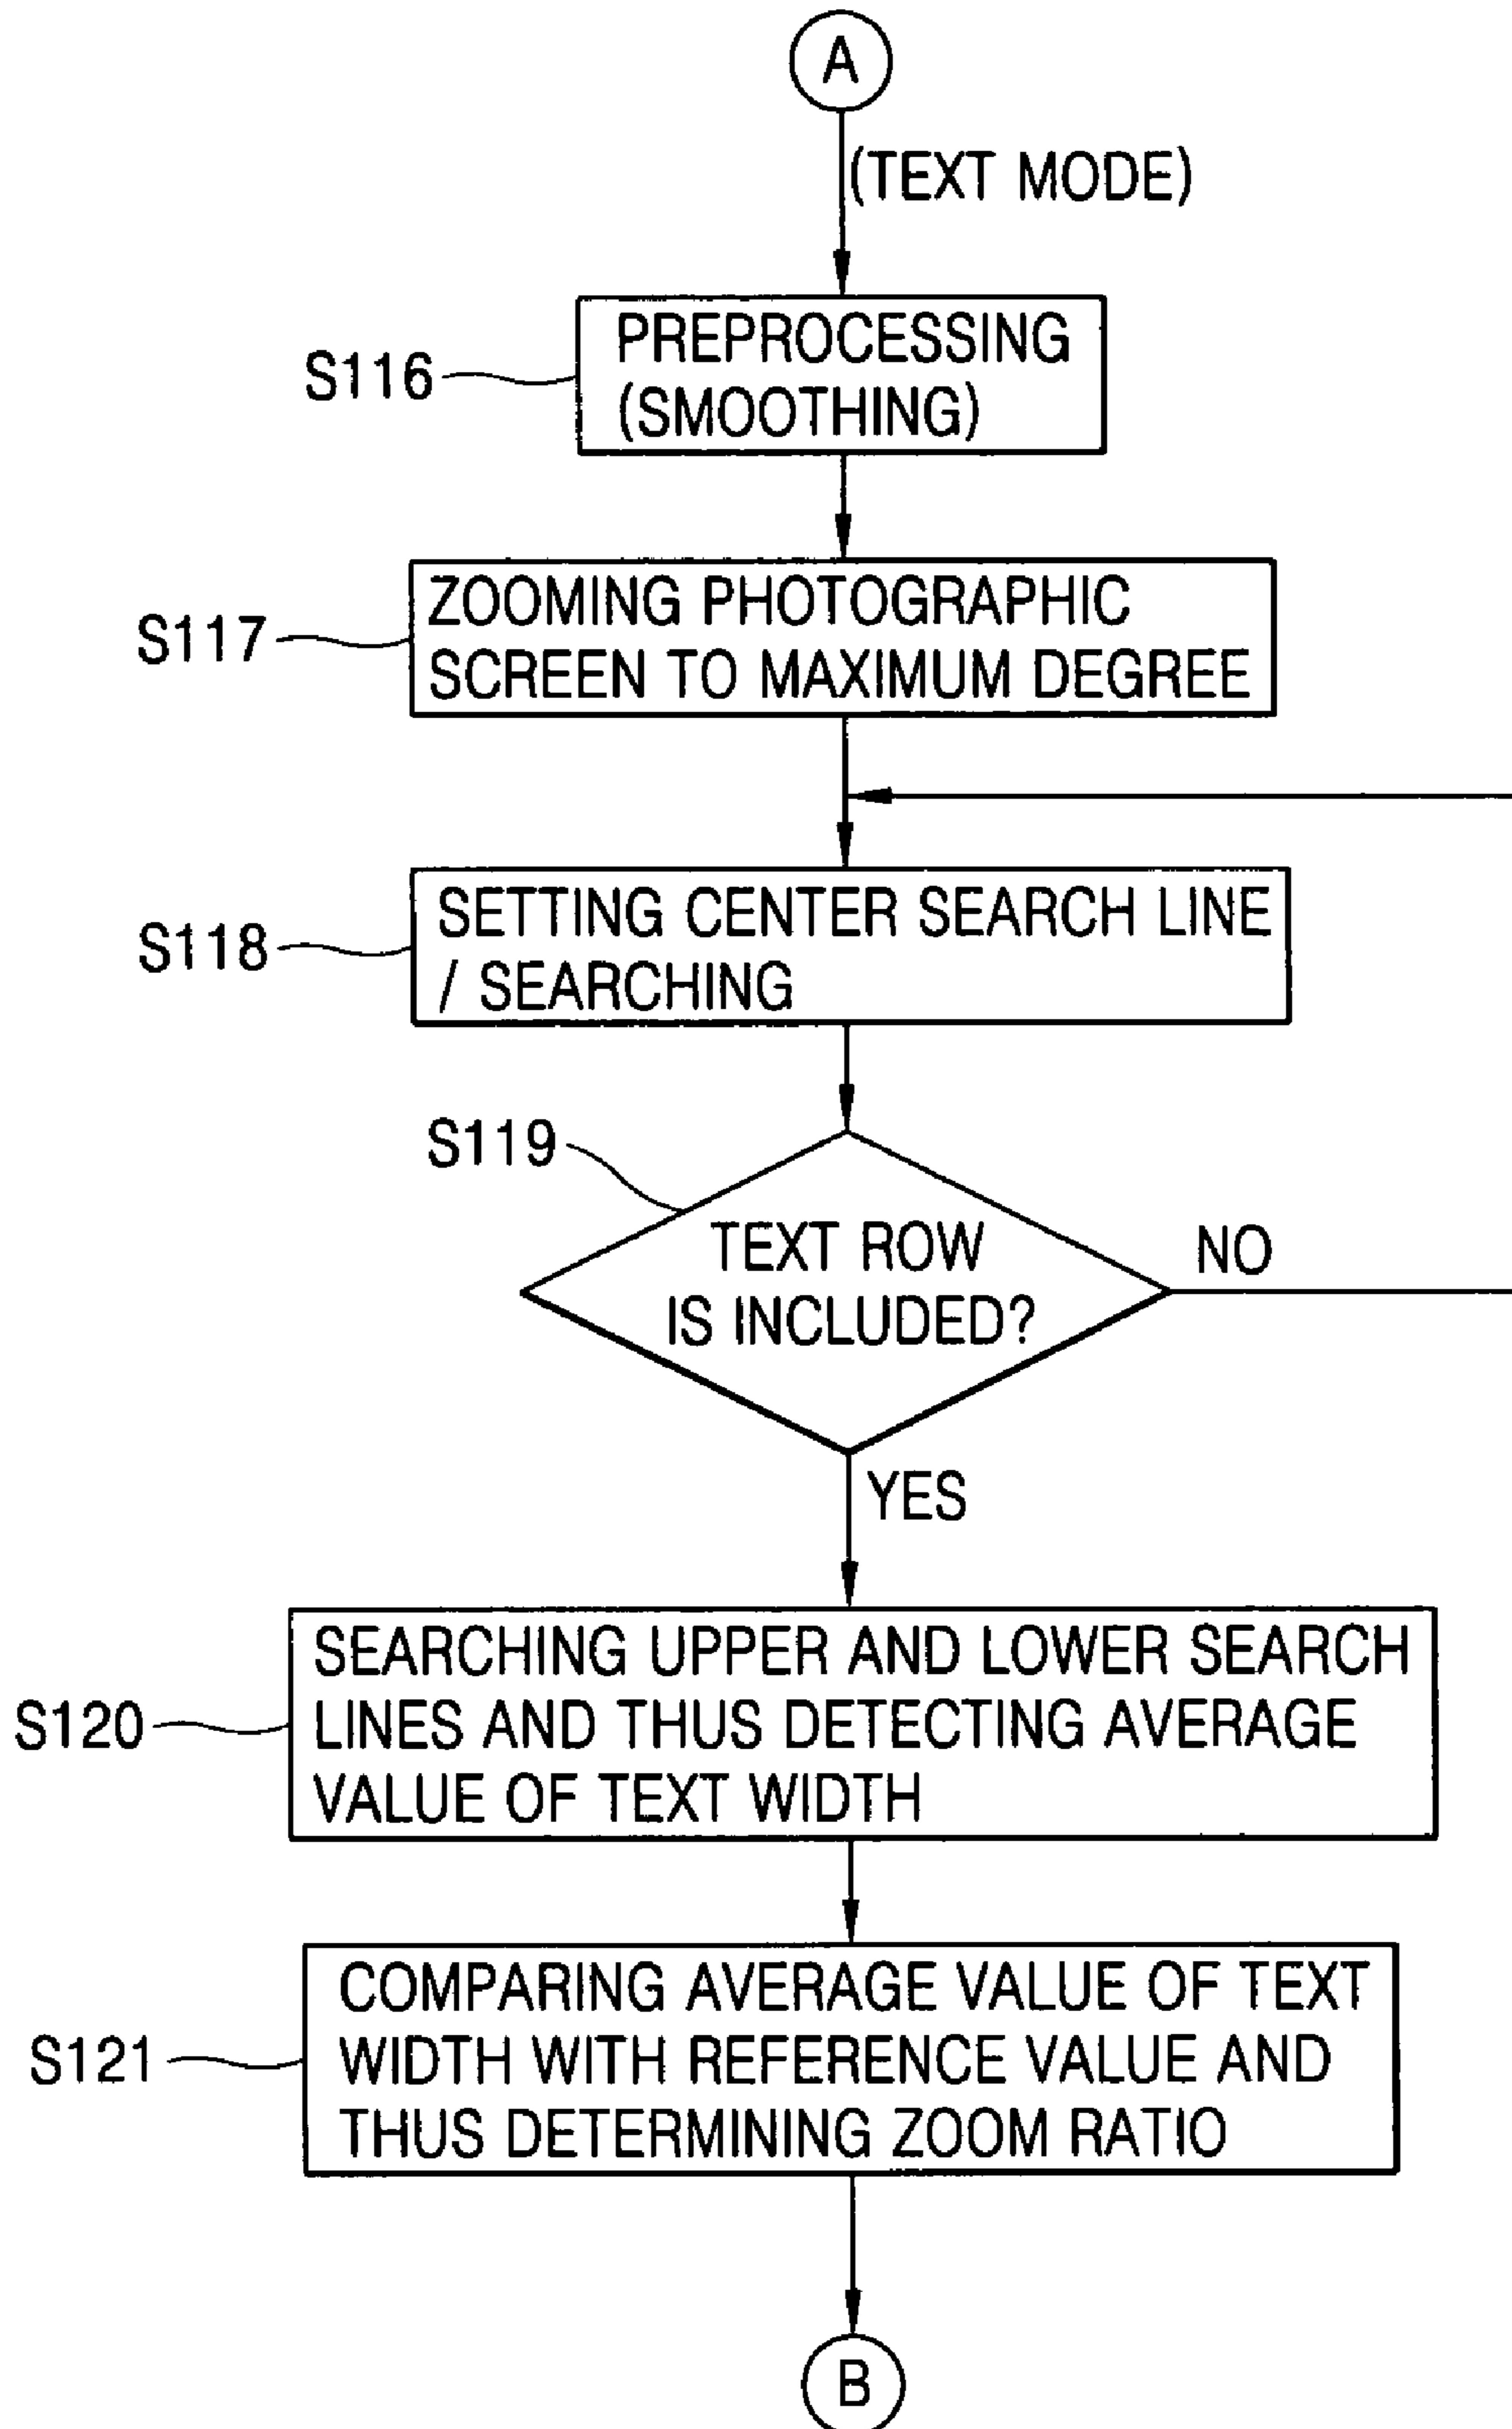 A
(TEXT MODE)
S116
PREPROCESSING
(SMOOTHING)
S117
ZOOMING PHOTOGRAPHIC
SCREEN TO MAXIMUM DEGREE
S118
SETTING CENTER SEARCH LINE
/ SEARCHING
S119
TEXT ROW
IS INCLUDED?
NO
YES
S120
SEARCHING UPPER AND LOWER SEARCH
LINES AND THUS DETECTING AVERAGE
VALUE OF TEXT WIDTH
S121
COMPARING AVERAGE VALUE OF TEXT
WIDTH WITH REFERENCE VALUE AND
THUS DETERMINING ZOOM RATIO
B